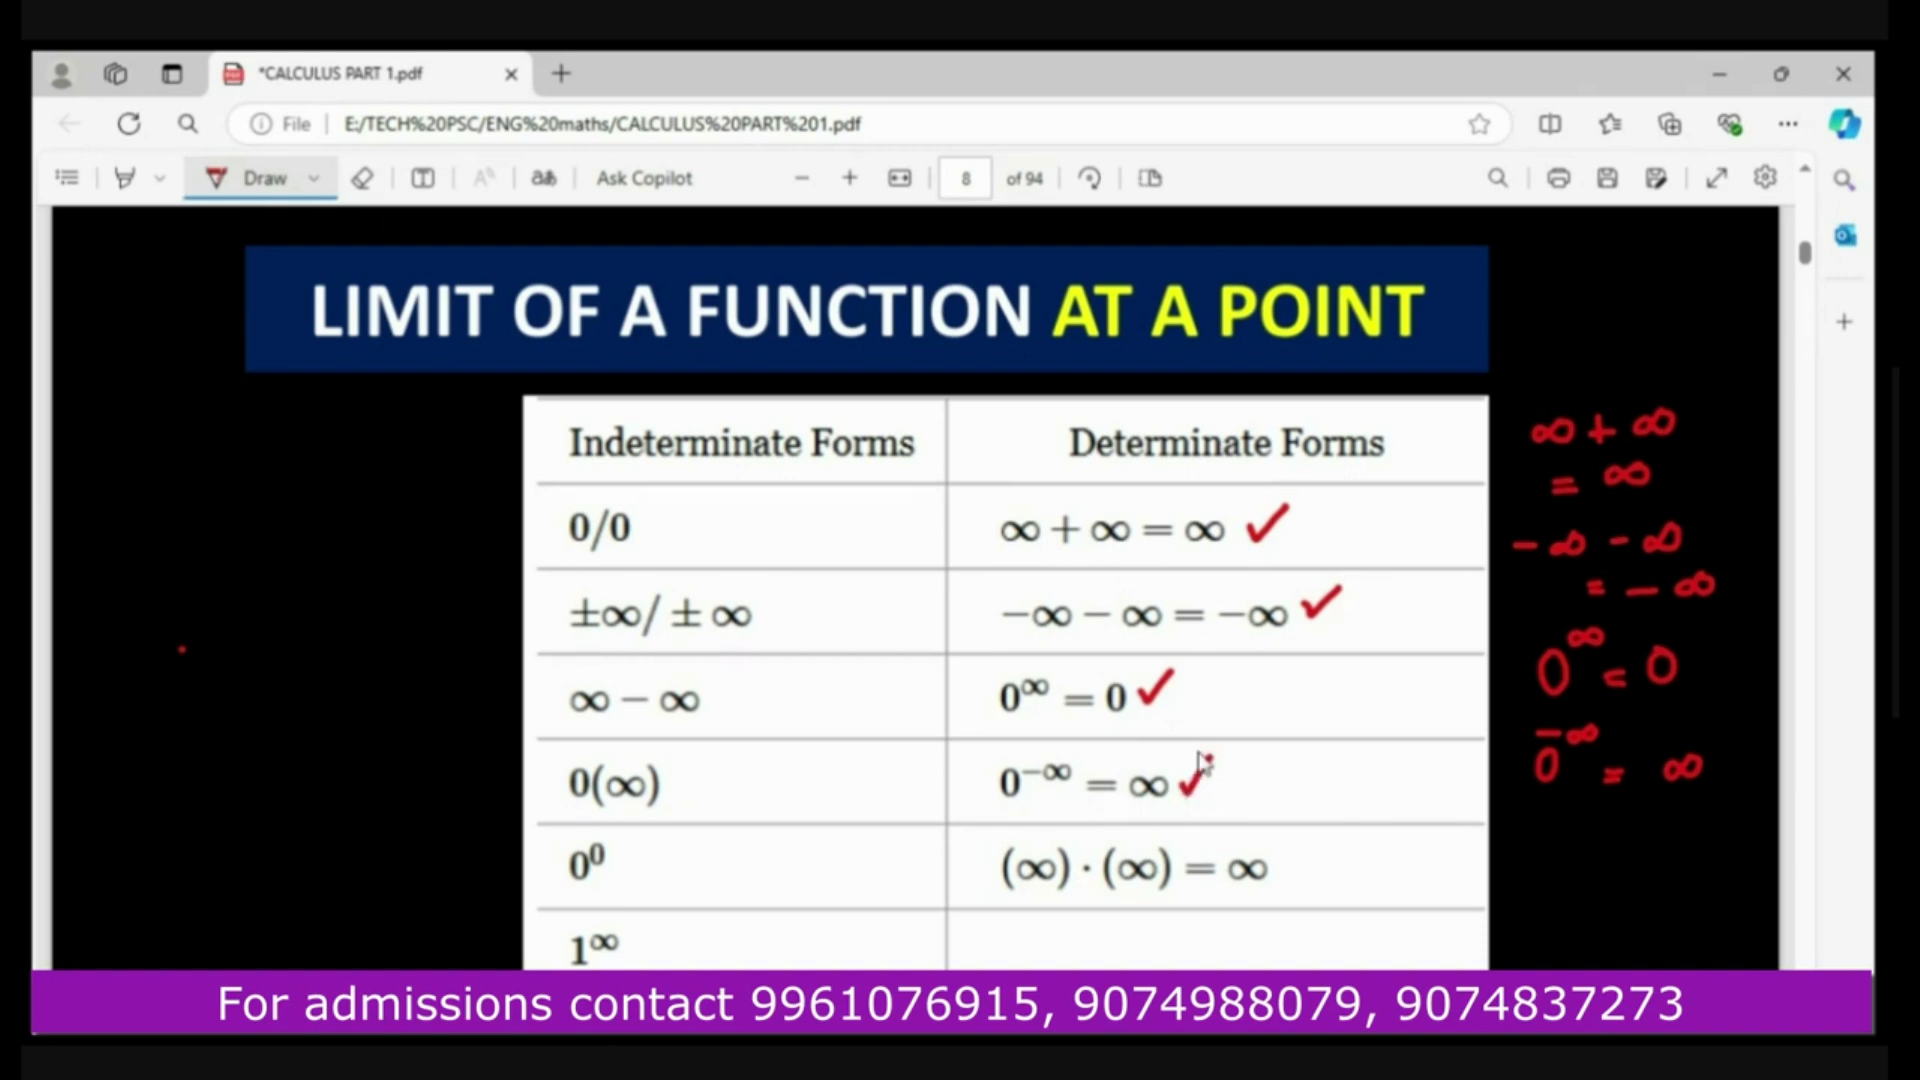 *CALCULUS PART 1.pdf
File E:/TECH%20PSC/ENG%20maths/CALCULUS%20PART%201.pdf
Draw Ask Copilot 8 of 94
LIMIT OF A FUNCTION AT A POINT
Indeterminate Forms Determinate Forms
0/0 ∞ + ∞ = ∞ ✓
±∞/ ± ∞ −∞ − ∞ = −∞ ✓
∞ − ∞ 0^∞ = 0 ✓
0(∞) 0^−∞ = ∞ ✓
0^0 (∞) · (∞) = ∞
1^∞
∞ + ∞
= ∞
− ∞ − ∞
= − ∞
0^∞ = 0
0^−∞ = ∞
For admissions contact 9961076915, 9074988079, 9074837273